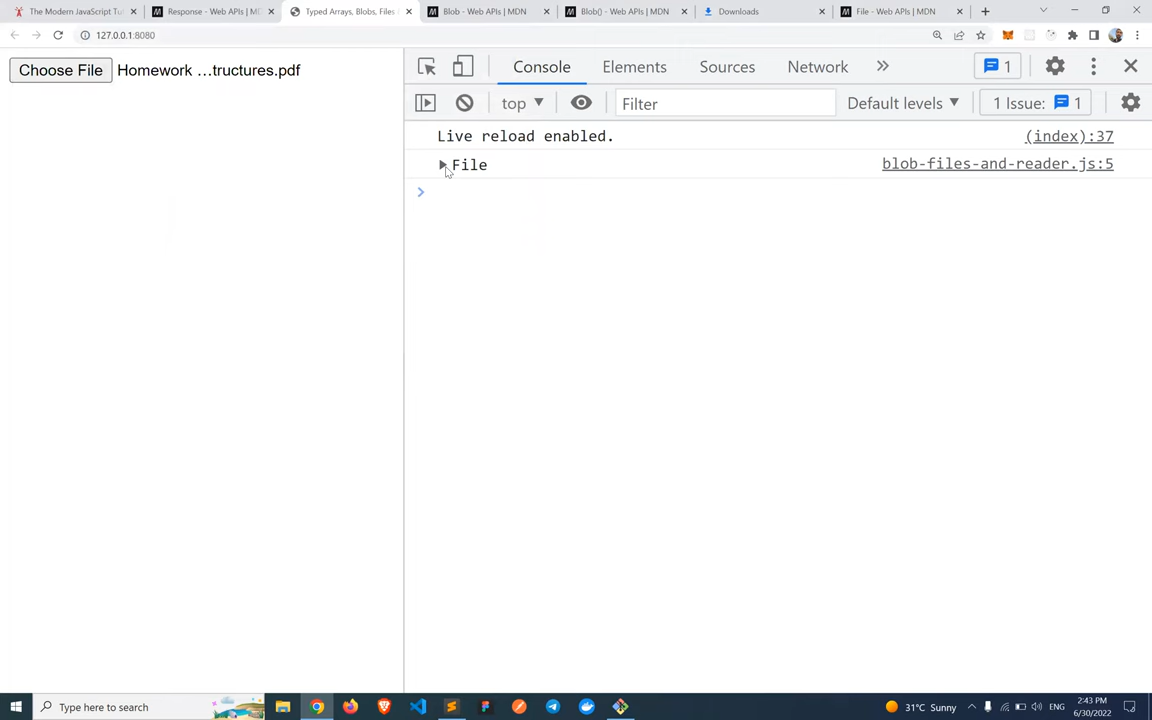 The Modern JavaScript Tu
Response - Web APIs | M
Typed Arrays, Blobs, Files
Blob - Web APIs | MDN
Blob() - Web APIs | MDN
Downloads
File - Web APIs | MDN
127.0.0.1:8080
Choose File Homework …tructures.pdf
Console Elements Sources Network 1
top Filter Default levels 1 Issue: 1
Live reload enabled. (index):37
File blob-files-and-reader.js:5
Type here to search
31°C Sunny
ENG
2:43 PM
6/30/2022